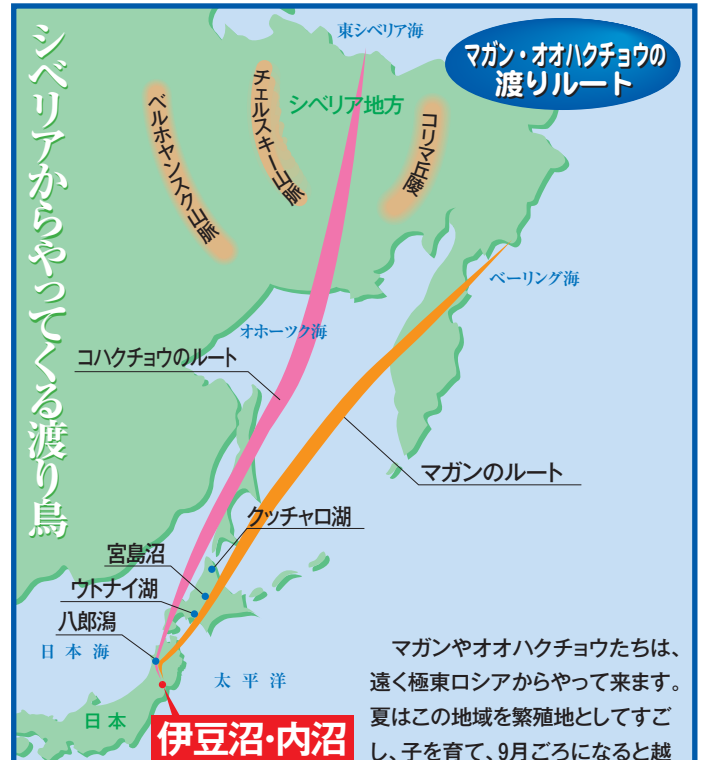 シベリアからやってくる渡り鳥
マガン・オオハクチョウの
渡りルート
東シベリア海
シベリア地方
チェルスキー山脈
ベルホヤンスク山脈
コリマ丘陵
ベーリング海
オホーツク海
コハクチョウのルート
マガンのルート
クッチャロ湖
宮島沼
ウトナイ湖
八郎潟
日本海
太平洋
日本
伊豆沼・内沼
マガンやオオハクチョウたちは、
遠く極東ロシアからやって来ます。
夏はこの地域を繁殖地としてすご
し、子を育て、9月ごろになると越